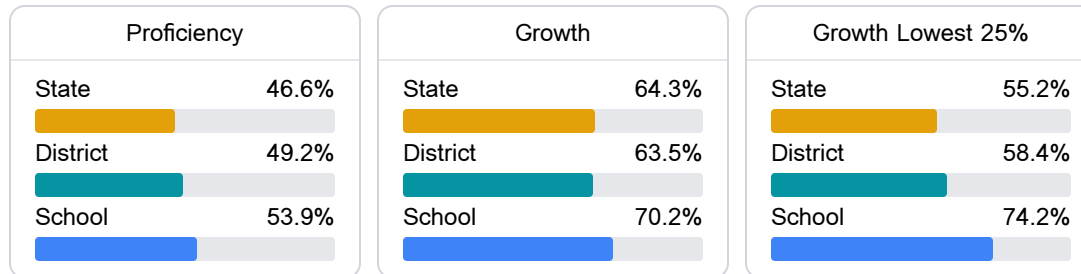 Proficiency
State 46.6%
District 49.2%
School 53.9%
Growth
State 64.3%
District 63.5%
School 70.2%
Growth Lowest 25%
State 55.2%
District 58.4%
School 74.2%